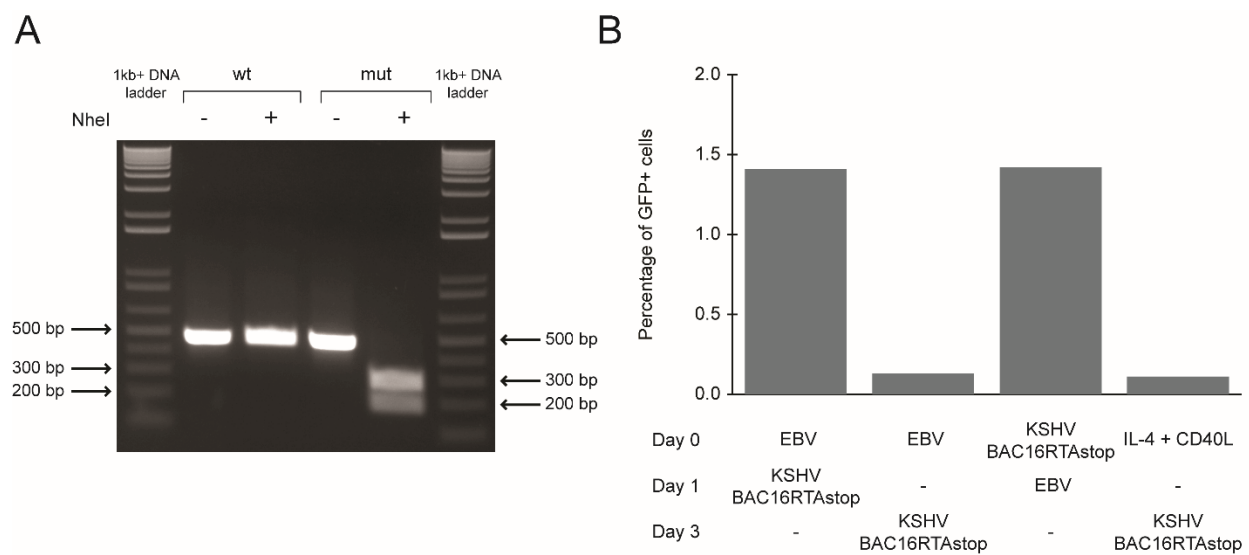 A
1kb+ DNA
ladder
wt
mut
1kb+ DNA
ladder
NheI
-
+
-
+
500 bp
300 bp
200 bp
500 bp
300 bp
200 bp
B
Percentage of GFP+ cells
2.0
1.5
1.0
0.5
0.0
Day 0
EBV
EBV
KSHV
BAC16RTAstop
IL-4 + CD40L
Day 1
KSHV
BAC16RTAstop
-
EBV
-
Day 3
-
KSHV
BAC16RTAstop
-
KSHV
BAC16RTAstop